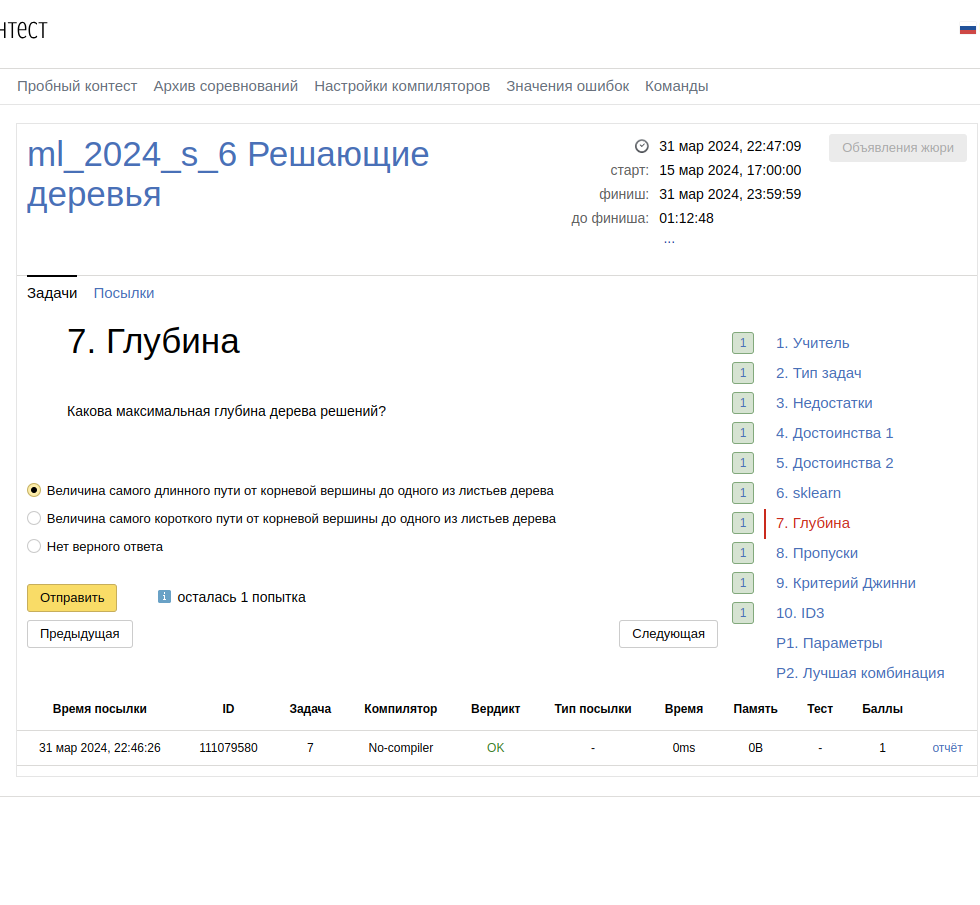 нтест
Пробный контест Архив соревнований Настройки компиляторов Значения ошибок Команды
ml_2024_s_6 Решающие
деревья
31 мар 2024, 22:47:09
старт: 15 мар 2024, 17:00:00
финиш: 31 мар 2024, 23:59:59
до финиша: 01:12:48
...
Объявления жюри
Задачи Посылки
7. Глубина
Какова максимальная глубина дерева решений?
Величина самого длинного пути от корневой вершины до одного из листьев дерева
Величина самого короткого пути от корневой вершины до одного из листьев дерева
Нет верного ответа
Отправить i осталась 1 попытка
Предыдущая Следующая
1 1. Учитель
1 2. Тип задач
1 3. Недостатки
1 4. Достоинства 1
1 5. Достоинства 2
1 6. sklearn
1 7. Глубина
1 8. Пропуски
1 9. Критерий Джинни
1 10. ID3
P1. Параметры
P2. Лучшая комбинация
Время посылки ID Задача Компилятор Вердикт Тип посылки Время Память Тест Баллы
31 мар 2024, 22:46:26 111079580 7 No-compiler OK - 0ms 0B - 1 отчёт